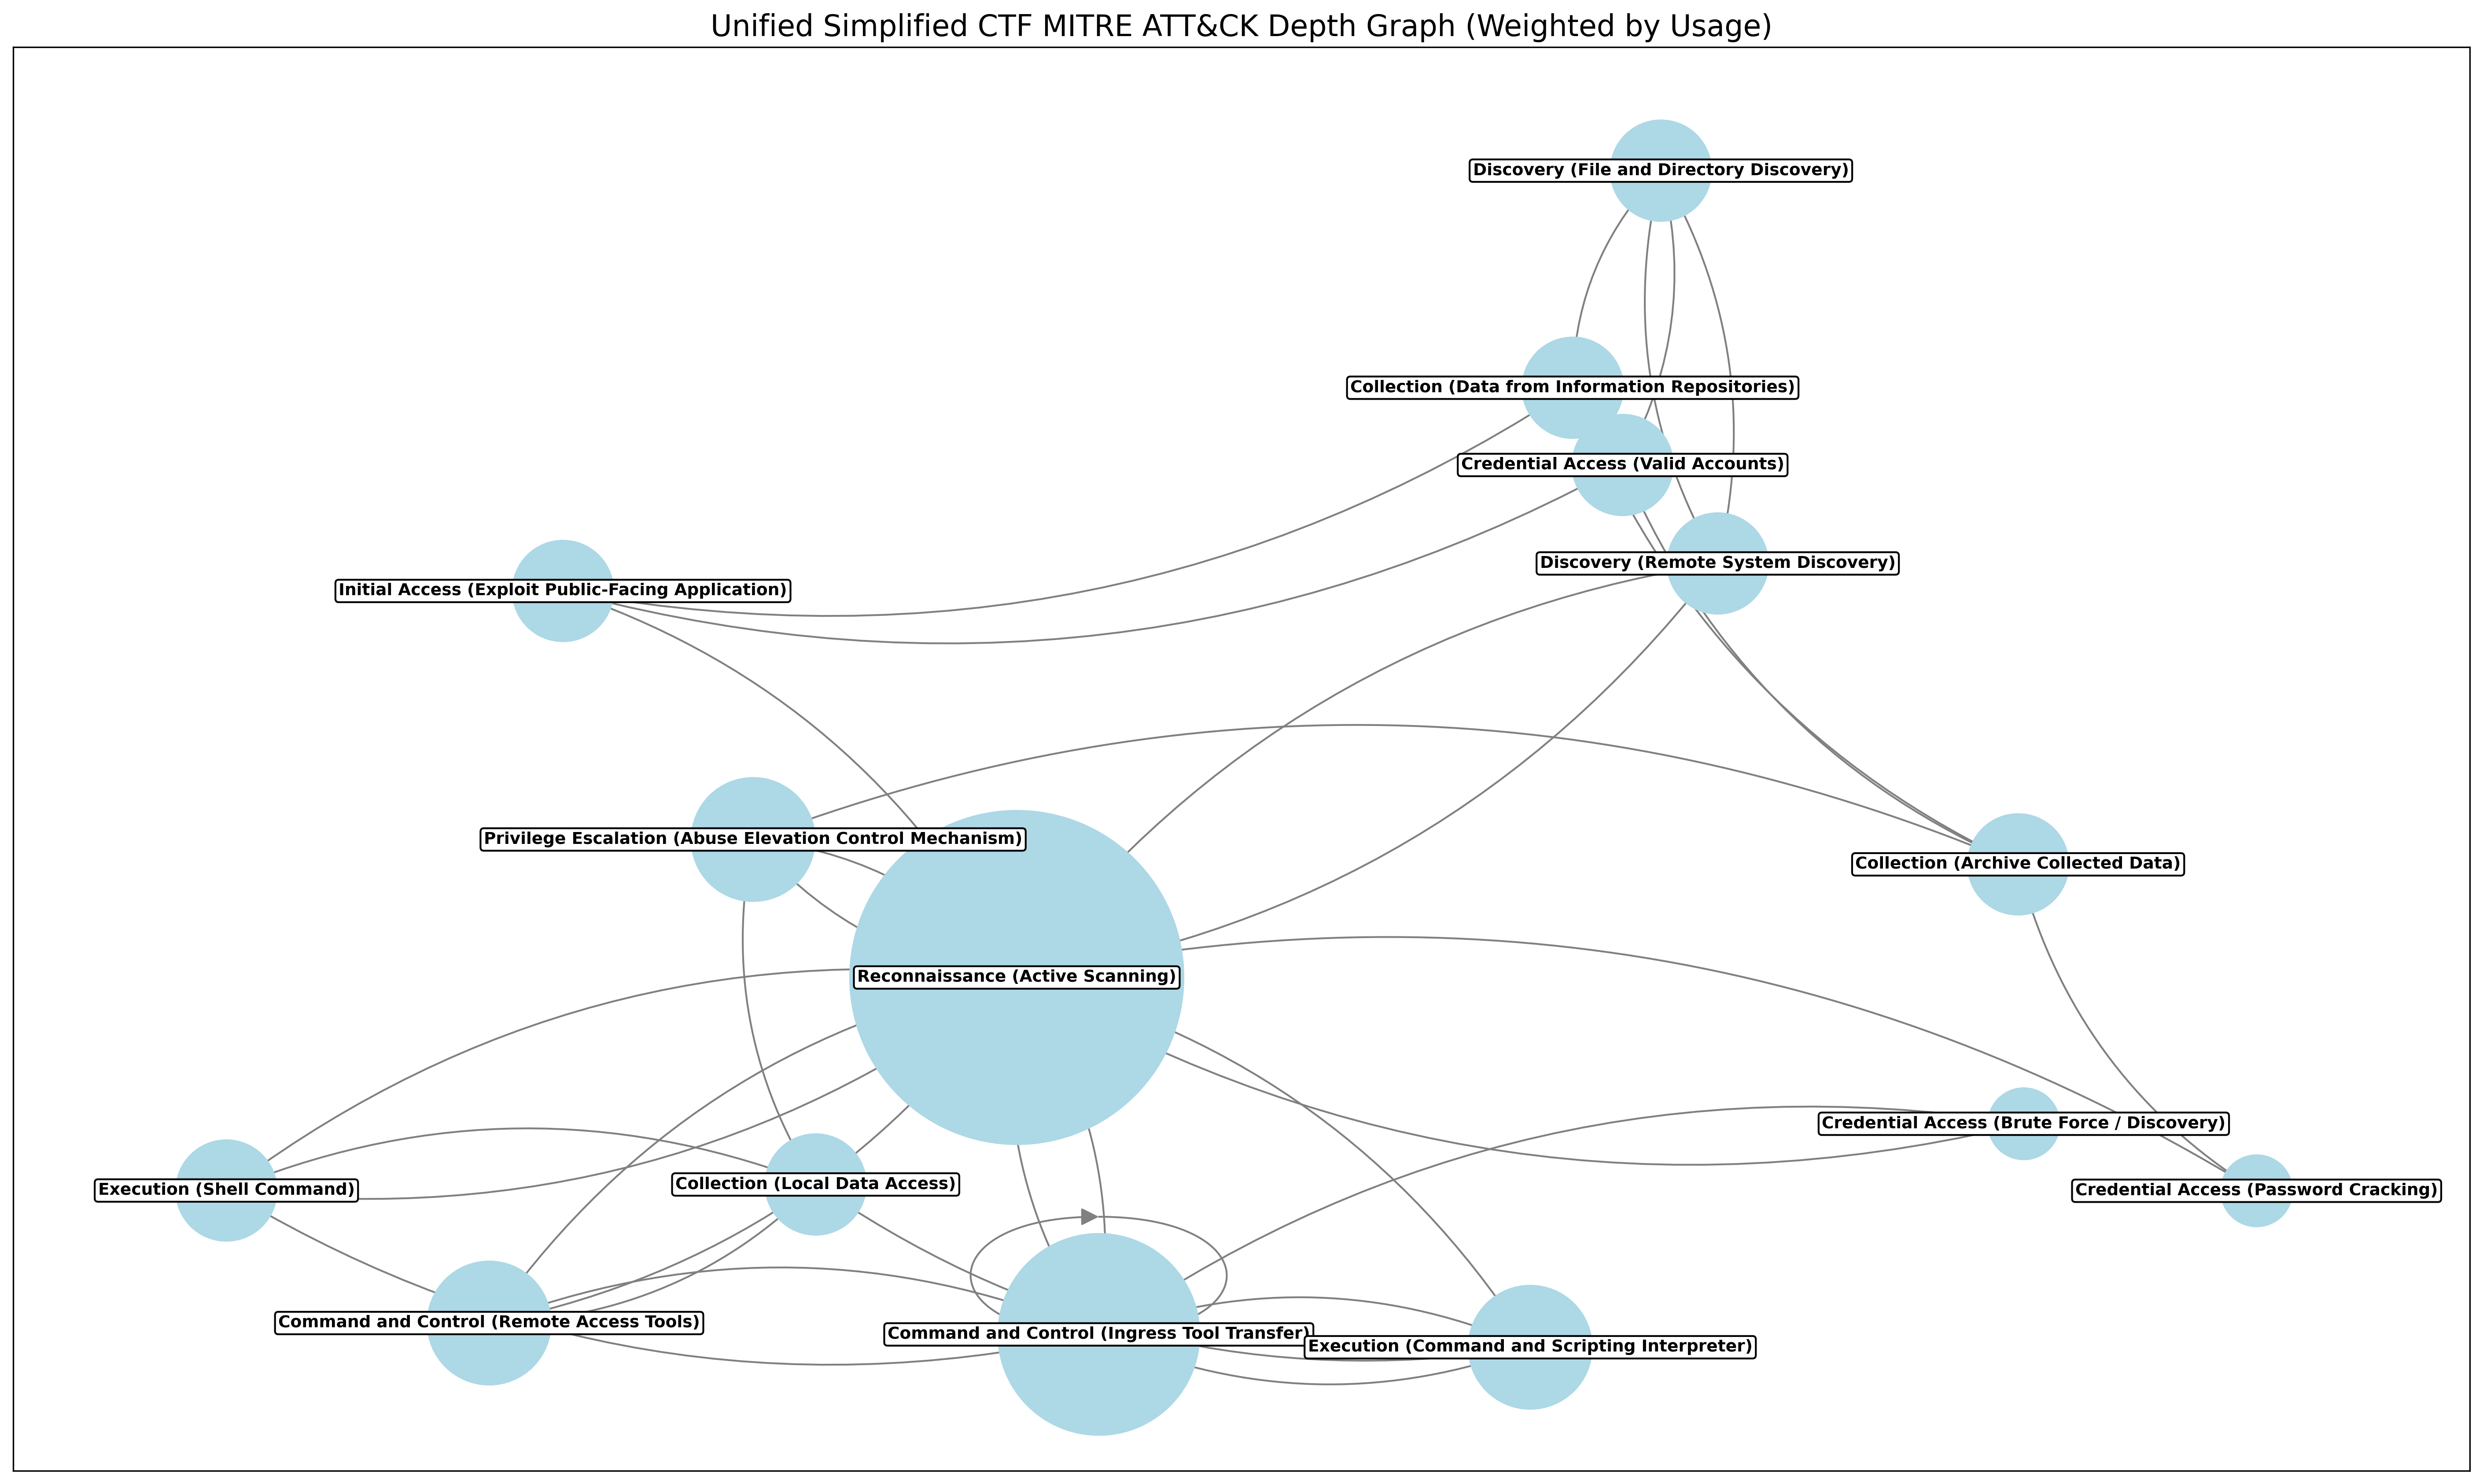 Unified Simplified CTF MITRE ATT&CK Depth Graph (Weighted by Usage)
Discovery (File and Directory Discovery)
Collection (Data from Information Repositories)
Credential Access (Valid Accounts)
Discovery (Remote System Discovery)
Initial Access (Exploit Public-Facing Application)
Privilege Escalation (Abuse Elevation Control Mechanism)
Collection (Archive Collected Data)
Reconnaissance (Active Scanning)
Credential Access (Brute Force / Discovery)
Collection (Local Data Access)
Execution (Shell Command)
Credential Access (Password Cracking)
Command and Control (Remote Access Tools)
Command and Control (Ingress Tool Transfer)
Execution (Command and Scripting Interpreter)